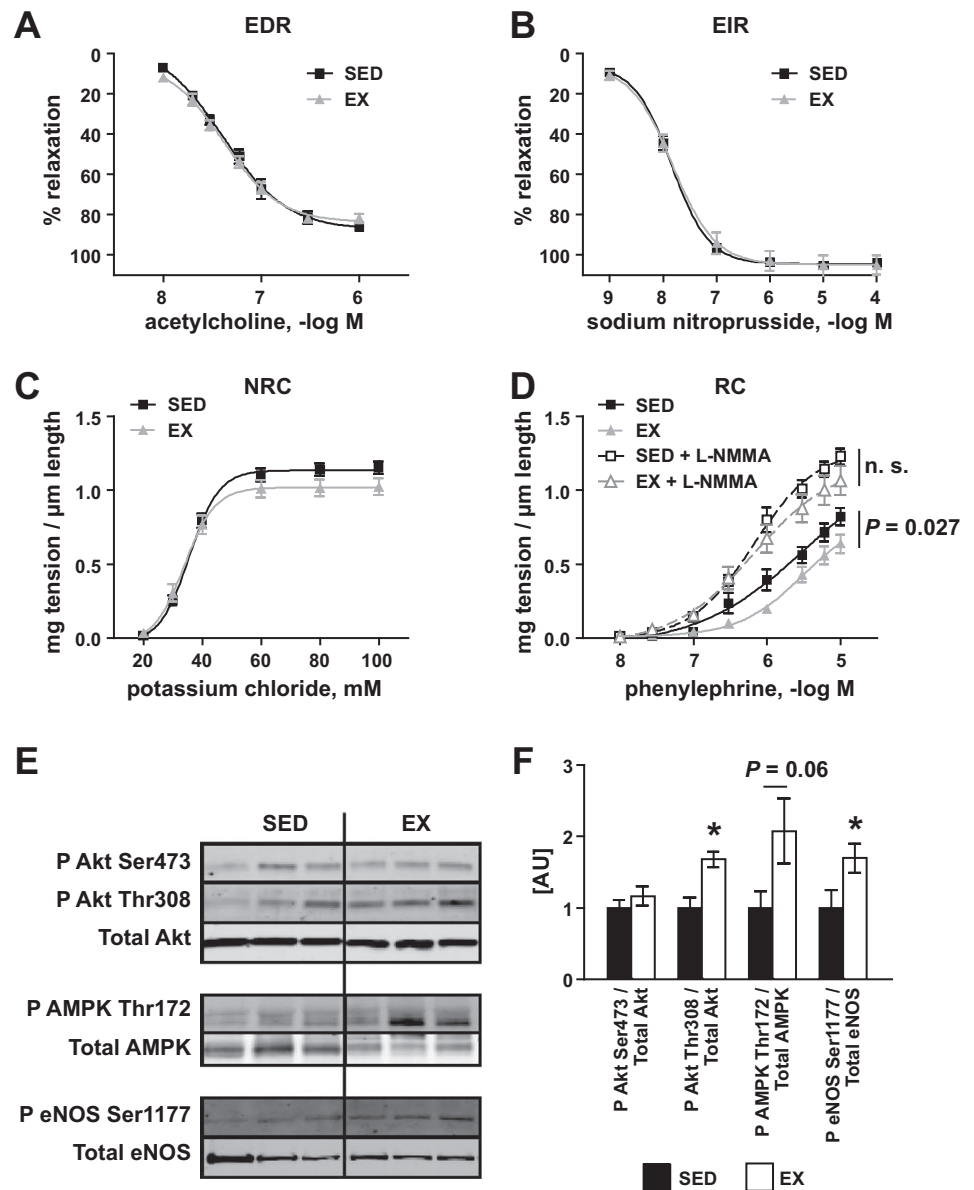 A
EDR
0
20
40
60
80
100
% relaxation
SED
EX
8 7 6
acetylcholine, -log M
B
EIR
0
20
40
60
80
100
% relaxation
SED
EX
9 8 7 6 5 4
sodium nitroprusside, -log M
C
NRC
SED
EX
1.5
1.0
0.5
0.0
mg tension / µm length
20 40 60 80 100
potassium chloride, mM
D
RC
SED
EX
SED + L-NMMA
EX + L-NMMA
1.5
1.0
0.5
0.0
mg tension / µm length
n. s.
P = 0.027
8 7 6 5
phenylephrine, -log M
E
SED EX
P Akt Ser473
P Akt Thr308
Total Akt
P AMPK Thr172
Total AMPK
P eNOS Ser1177
Total eNOS
F
3
2
1
0
[AU]
P = 0.06
*
*
P Akt Ser473 /
Total Akt
P Akt Thr308 /
Total Akt
P AMPK Thr172 /
Total AMPK
P eNOS Ser1177 /
Total eNOS
SED EX